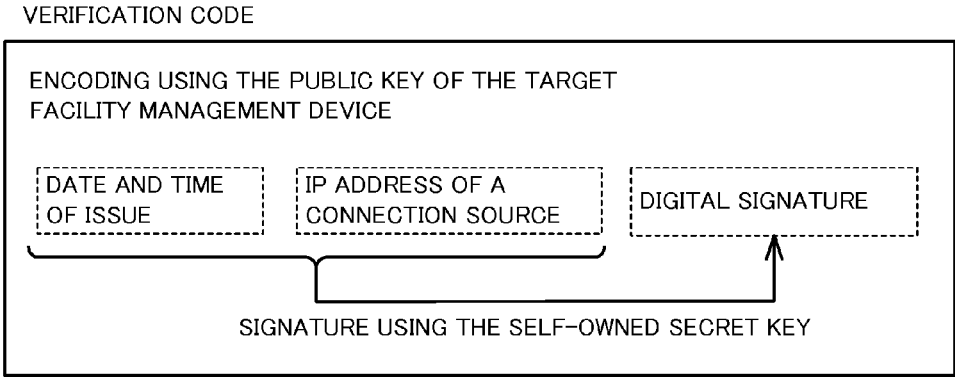 VERIFICATION CODE
ENCODING USING THE PUBLIC KEY OF THE TARGET
FACILITY MANAGEMENT DEVICE
DATE AND TIME
OF ISSUE
IP ADDRESS OF A
CONNECTION SOURCE
DIGITAL SIGNATURE
SIGNATURE USING THE SELF-OWNED SECRET KEY